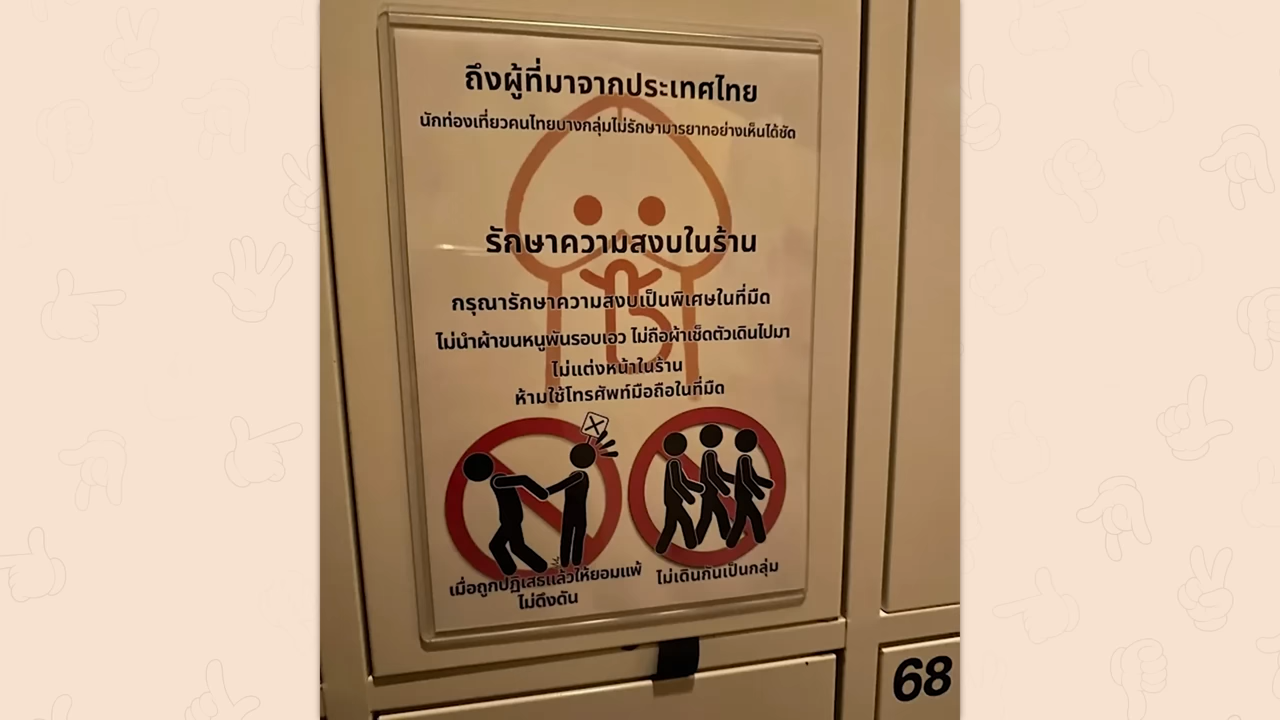 ถึงผู้ที่มาจากประเทศไทย
นักท่องเที่ยวคนไทยบางกลุ่มไม่รักษามารยาทอย่างเห็นได้ชัด
รักษาความสงบในร้าน
กรุณารักษาความสงบเป็นพิเศษในที่มืด
ไม่นำผ้าขนหนูพันรอบเอว ไม่ถือผ้าเช็ดตัวเดินไปมา
ไม่แต่งหน้าในร้าน
ห้ามใช้โทรศัพท์มือถือในที่มืด
เมื่อถูกปฏิเสธแล้วให้ยอมแพ้
ไม่ดึงดัน
ไม่เดินกันเป็นกลุ่ม
68